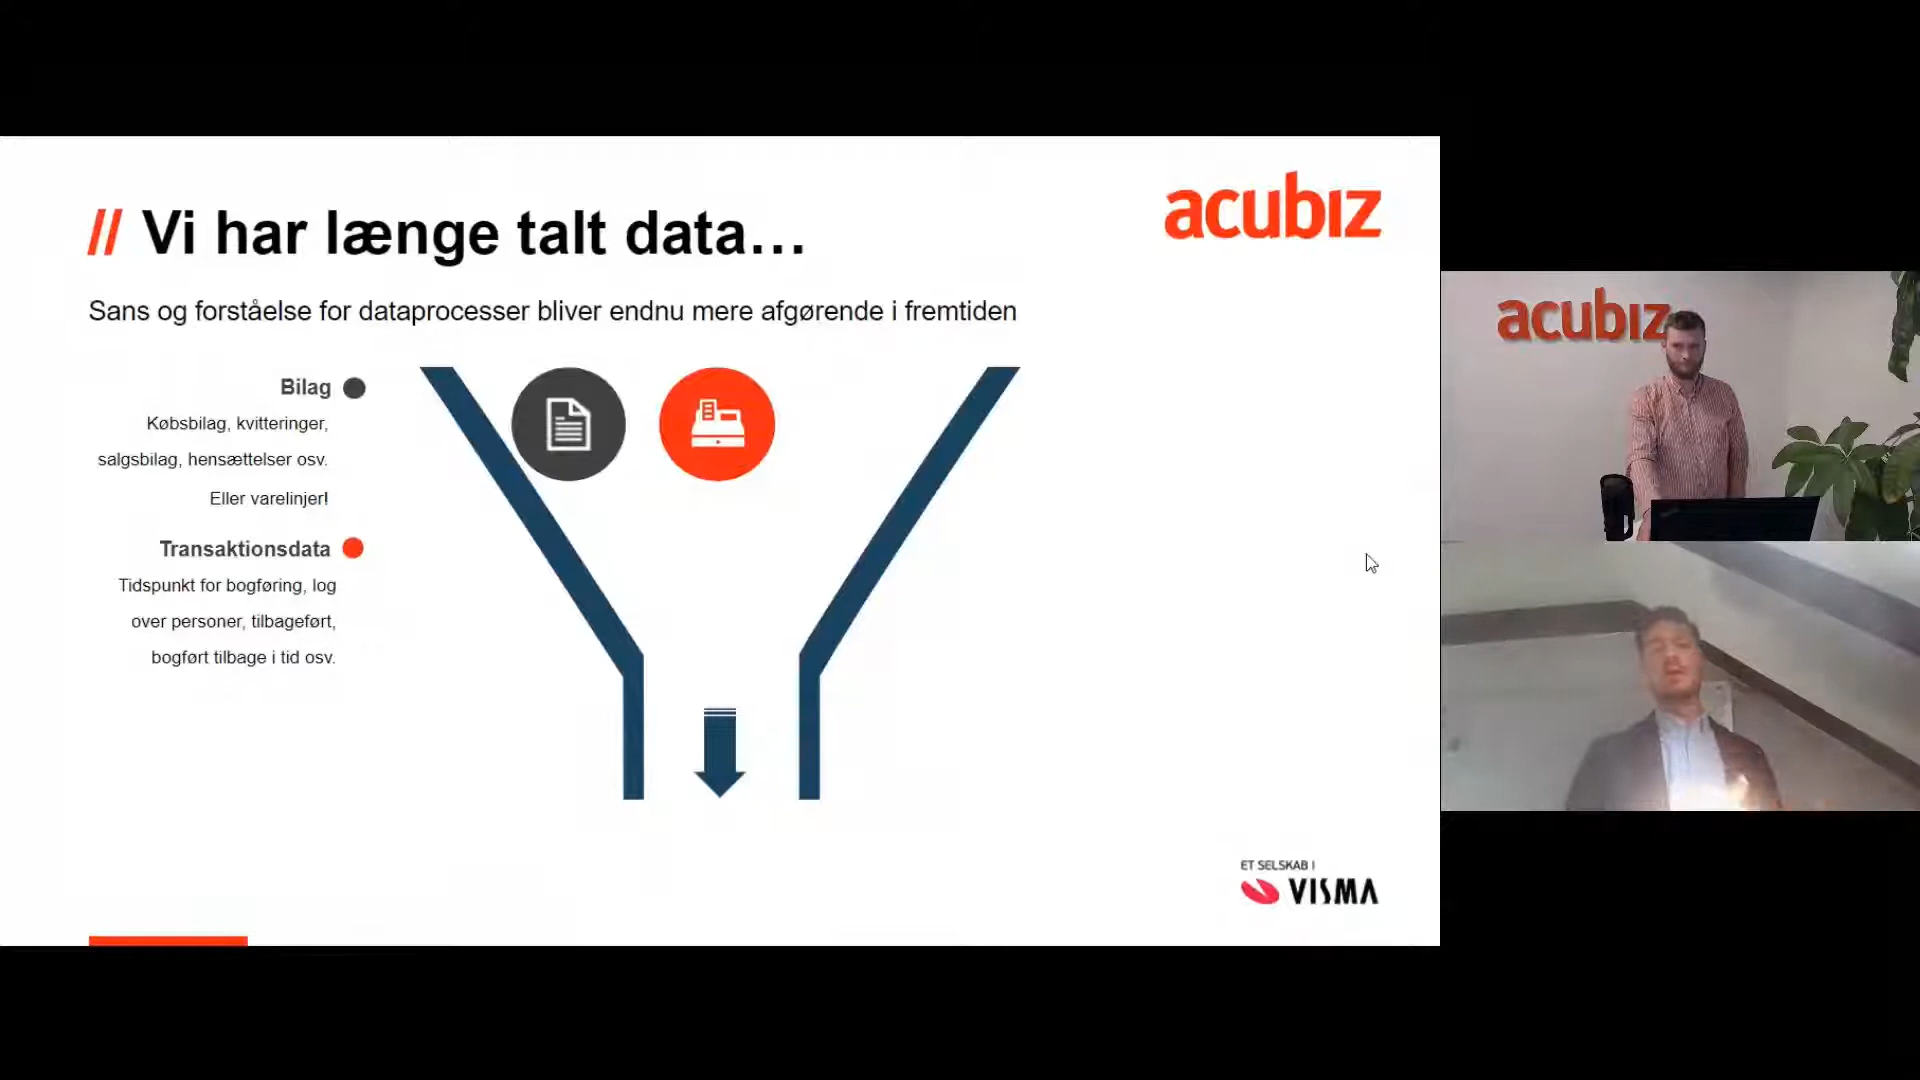 // Vi har længe talt data...
acubız
Sans og forståelse for dataprocesser bliver endnu mere afgørende i fremtiden
Bilag
Købsbilag, kvitteringer,
salgsbilag, hensættelser osv.
Eller varelinjer!
Transaktionsdata
Tidspunkt for bogføring, log
over personer, tilbageført,
bogført tilbage i tid osv.
ET SELSKAB I
VISMA
acubız